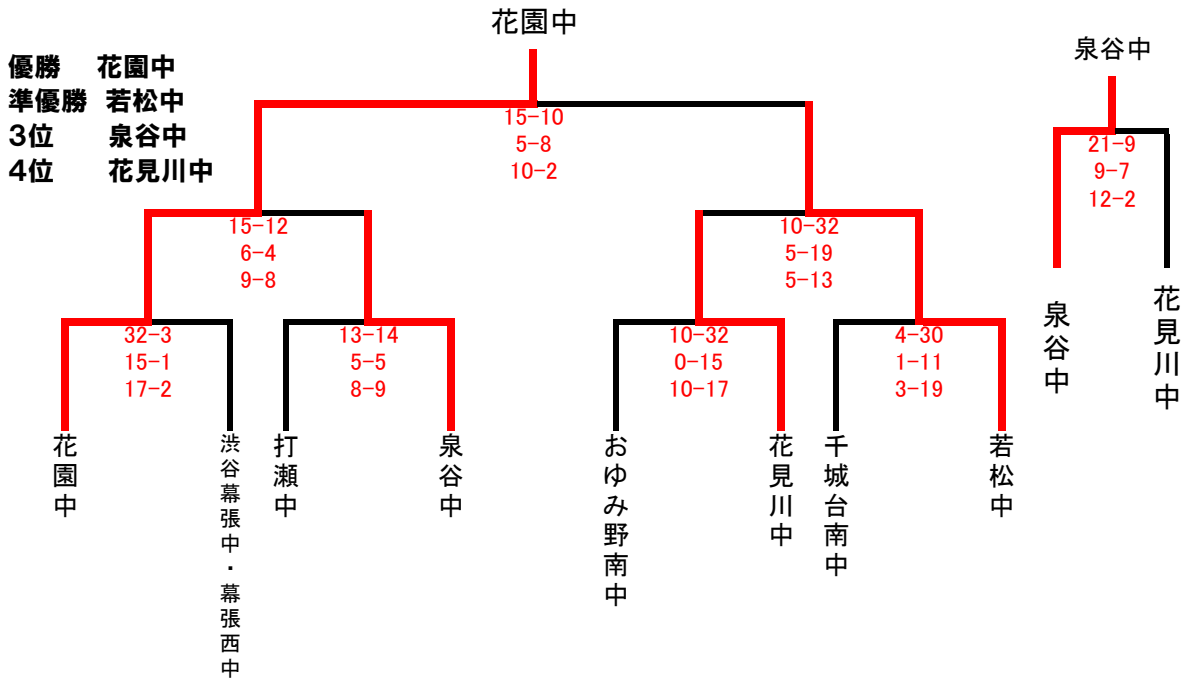 花園中
優勝 花園中
準優勝 若松中
3位 泉谷中
4位 花見川中
15-10
5-8
10-2
15-12
6-4
9-8
10-32
5-19
5-13
32-3
15-1
17-2
13-14
5-5
8-9
10-32
0-15
10-17
4-30
1-11
3-19
花園中
渋谷幕張中・幕張西中
打瀬中
泉谷中
おゆみ野南中
花見川中
千城台南中
若松中
泉谷中
21-9
9-7
12-2
泉谷中
花見川中